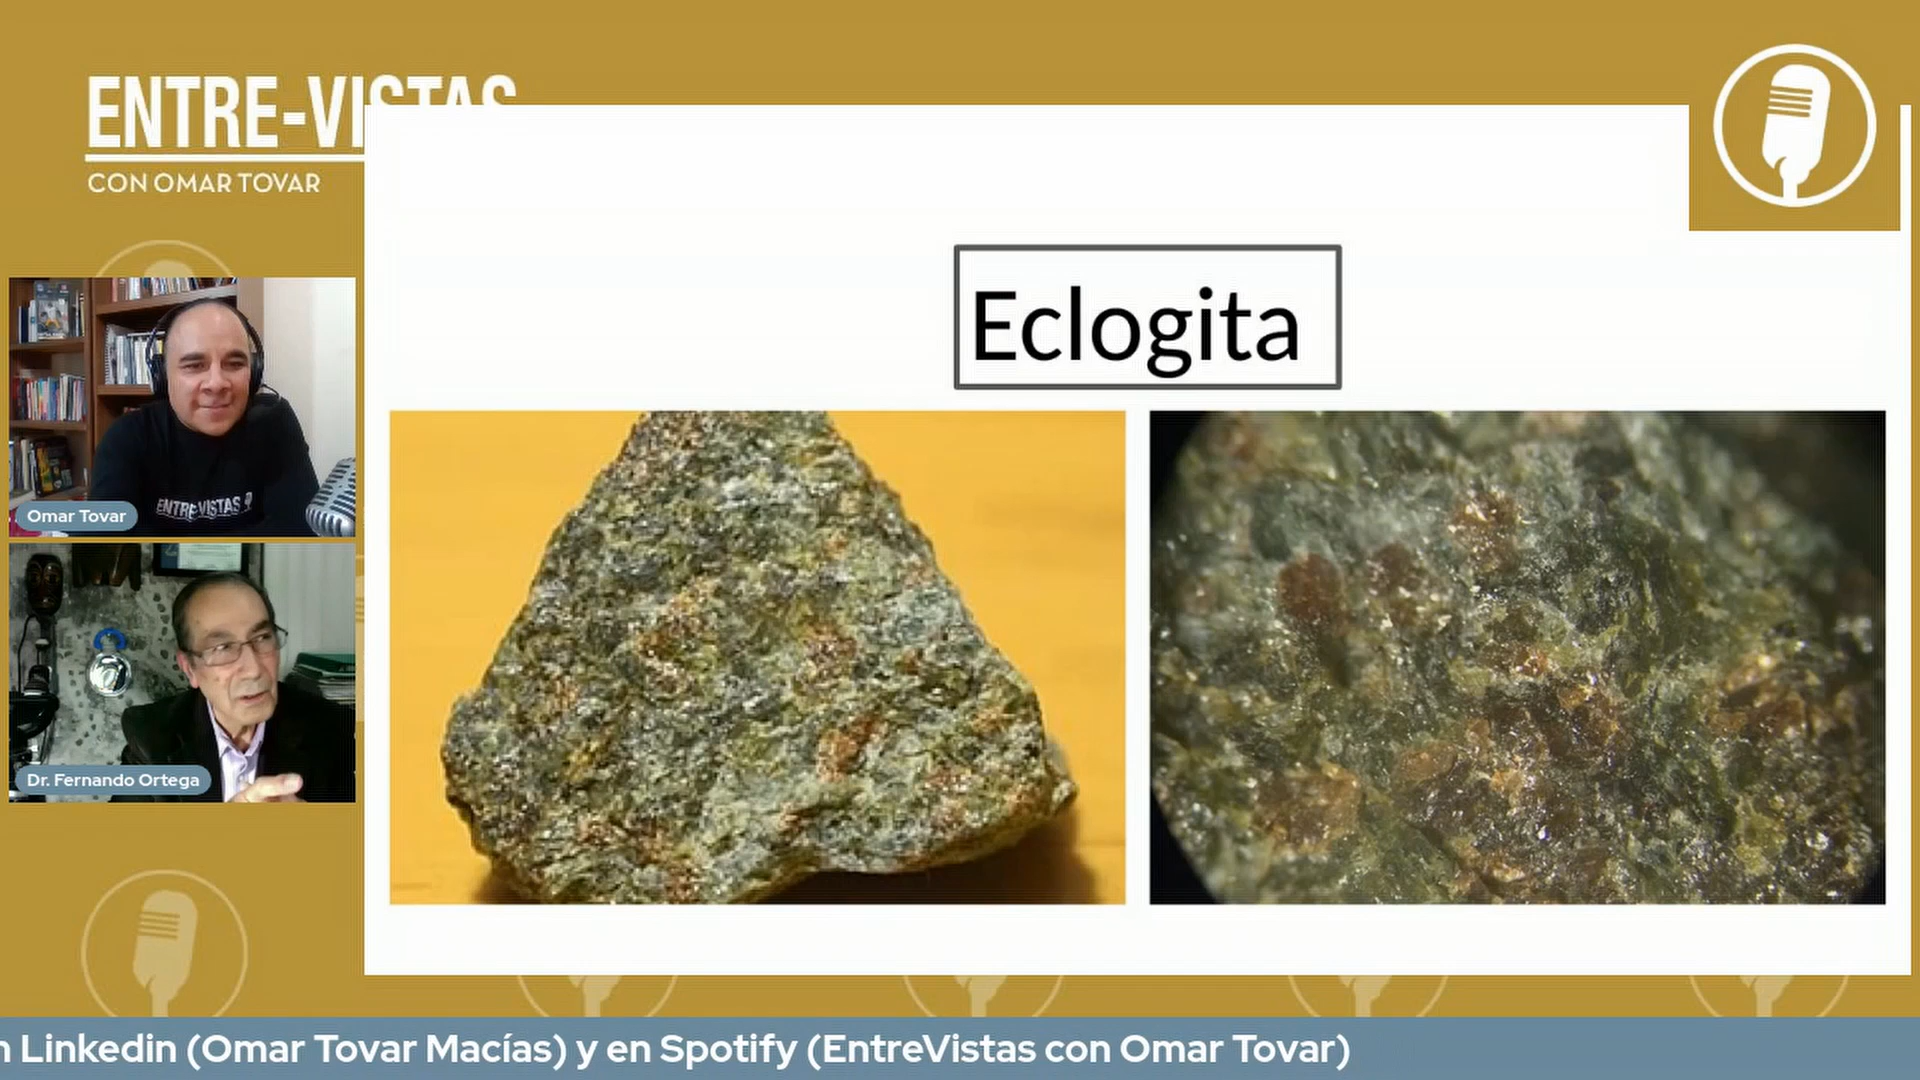 ENTRE-VISTAS
CON OMAR TOVAR
Eclogita
ENTRE-VISTAS
Omar Tovar
Dr. Fernando Ortega
n Linkedin (Omar Tovar Macías) y en Spotify (EntreVistas con Omar Tovar)